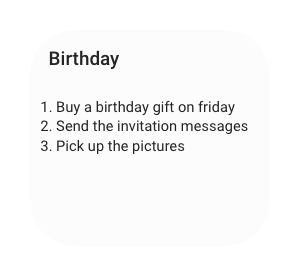 Birthday
1. Buy a birthday gift on friday
2. Send the invitation messages
3. Pick up the pictures